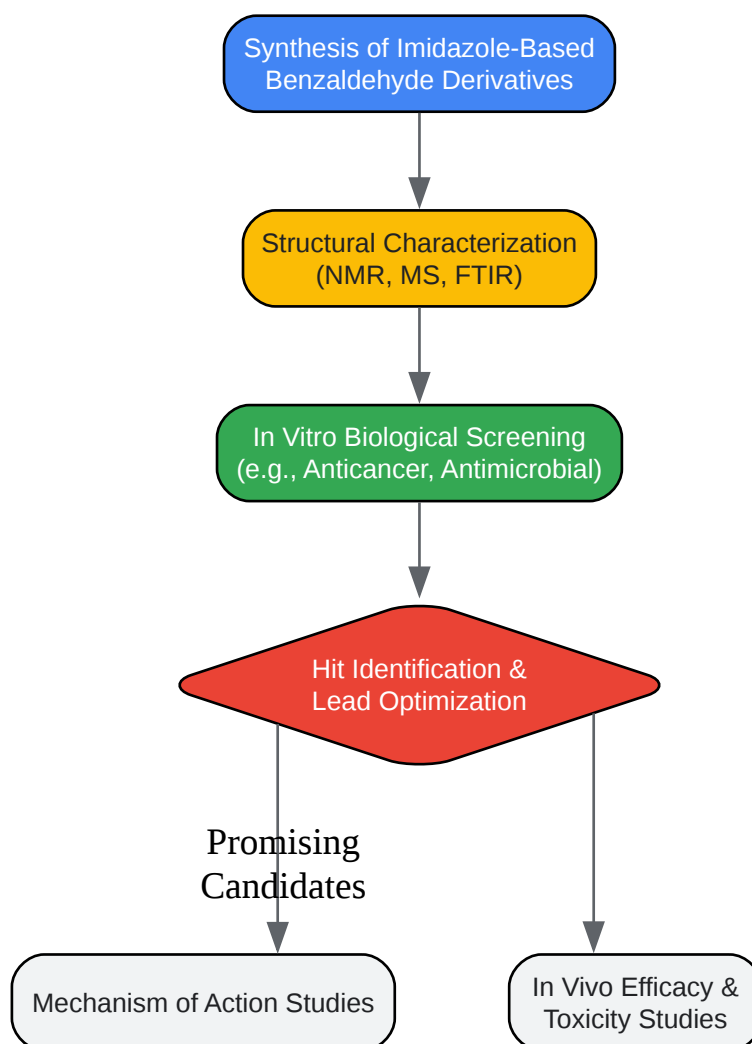 Synthesis of Imidazole-Based
Benzaldehyde Derivatives
Structural Characterization
(NMR, MS, FTIR)
In Vitro Biological Screening
(e.g., Anticancer, Antimicrobial)
Hit Identification &
Lead Optimization
Promising
Candidates
Mechanism of Action Studies
In Vivo Efficacy &
Toxicity Studies